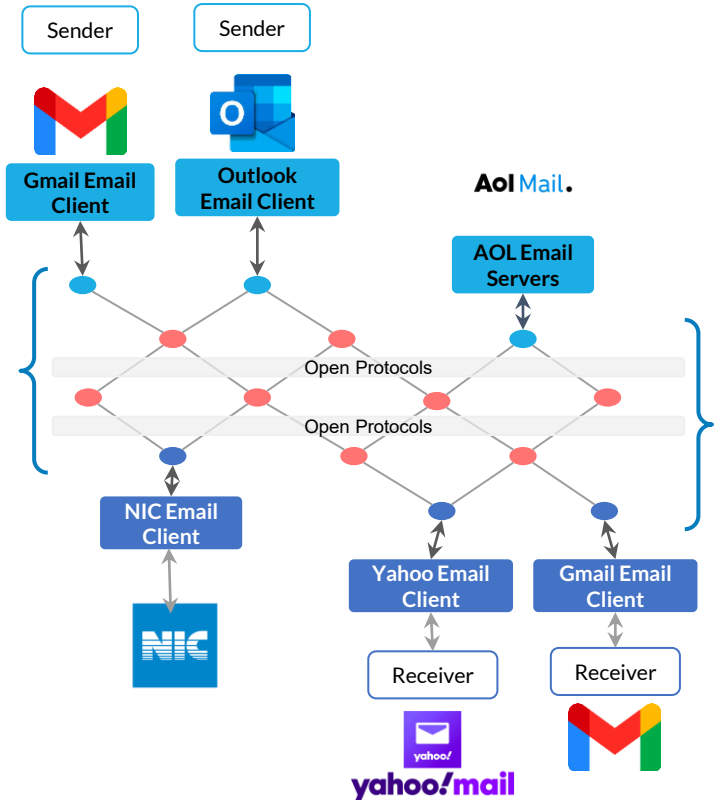 Sender
Sender
O
Gmail Email
Client
Outlook
Email Client
Aol Mail.
AOL Email
Servers
Open Protocols
Open Protocols
NIC Email
Client
NIC
Yahoo Email
Client
Gmail Email
Client
Receiver
Receiver
yahoo!
yahoo!mail